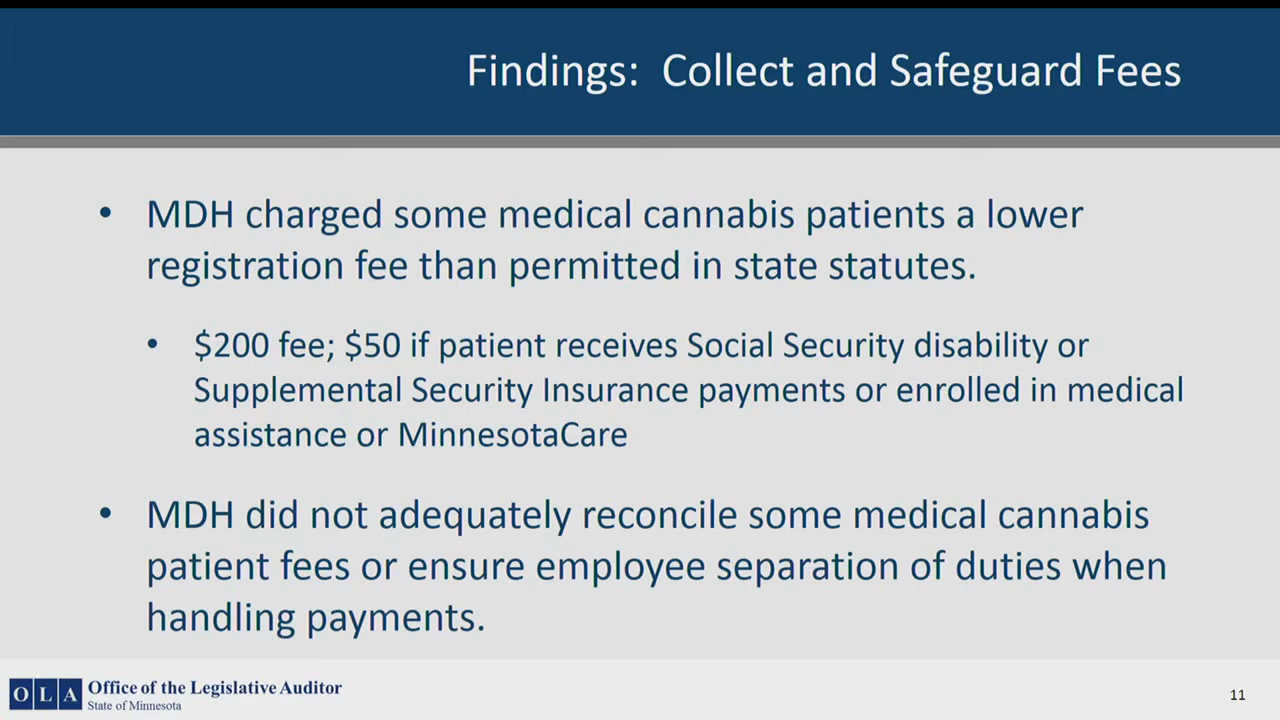 Findings:  Collect and Safeguard Fees
• MDH charged some medical cannabis patients a lower
registration fee than permitted in state statutes.
• $200 fee; $50 if patient receives Social Security disability or
Supplemental Security Insurance payments or enrolled in medical
assistance or MinnesotaCare
• MDH did not adequately reconcile some medical cannabis
patient fees or ensure employee separation of duties when
handling payments.
OLA Office of the Legislative Auditor
State of Minnesota
11